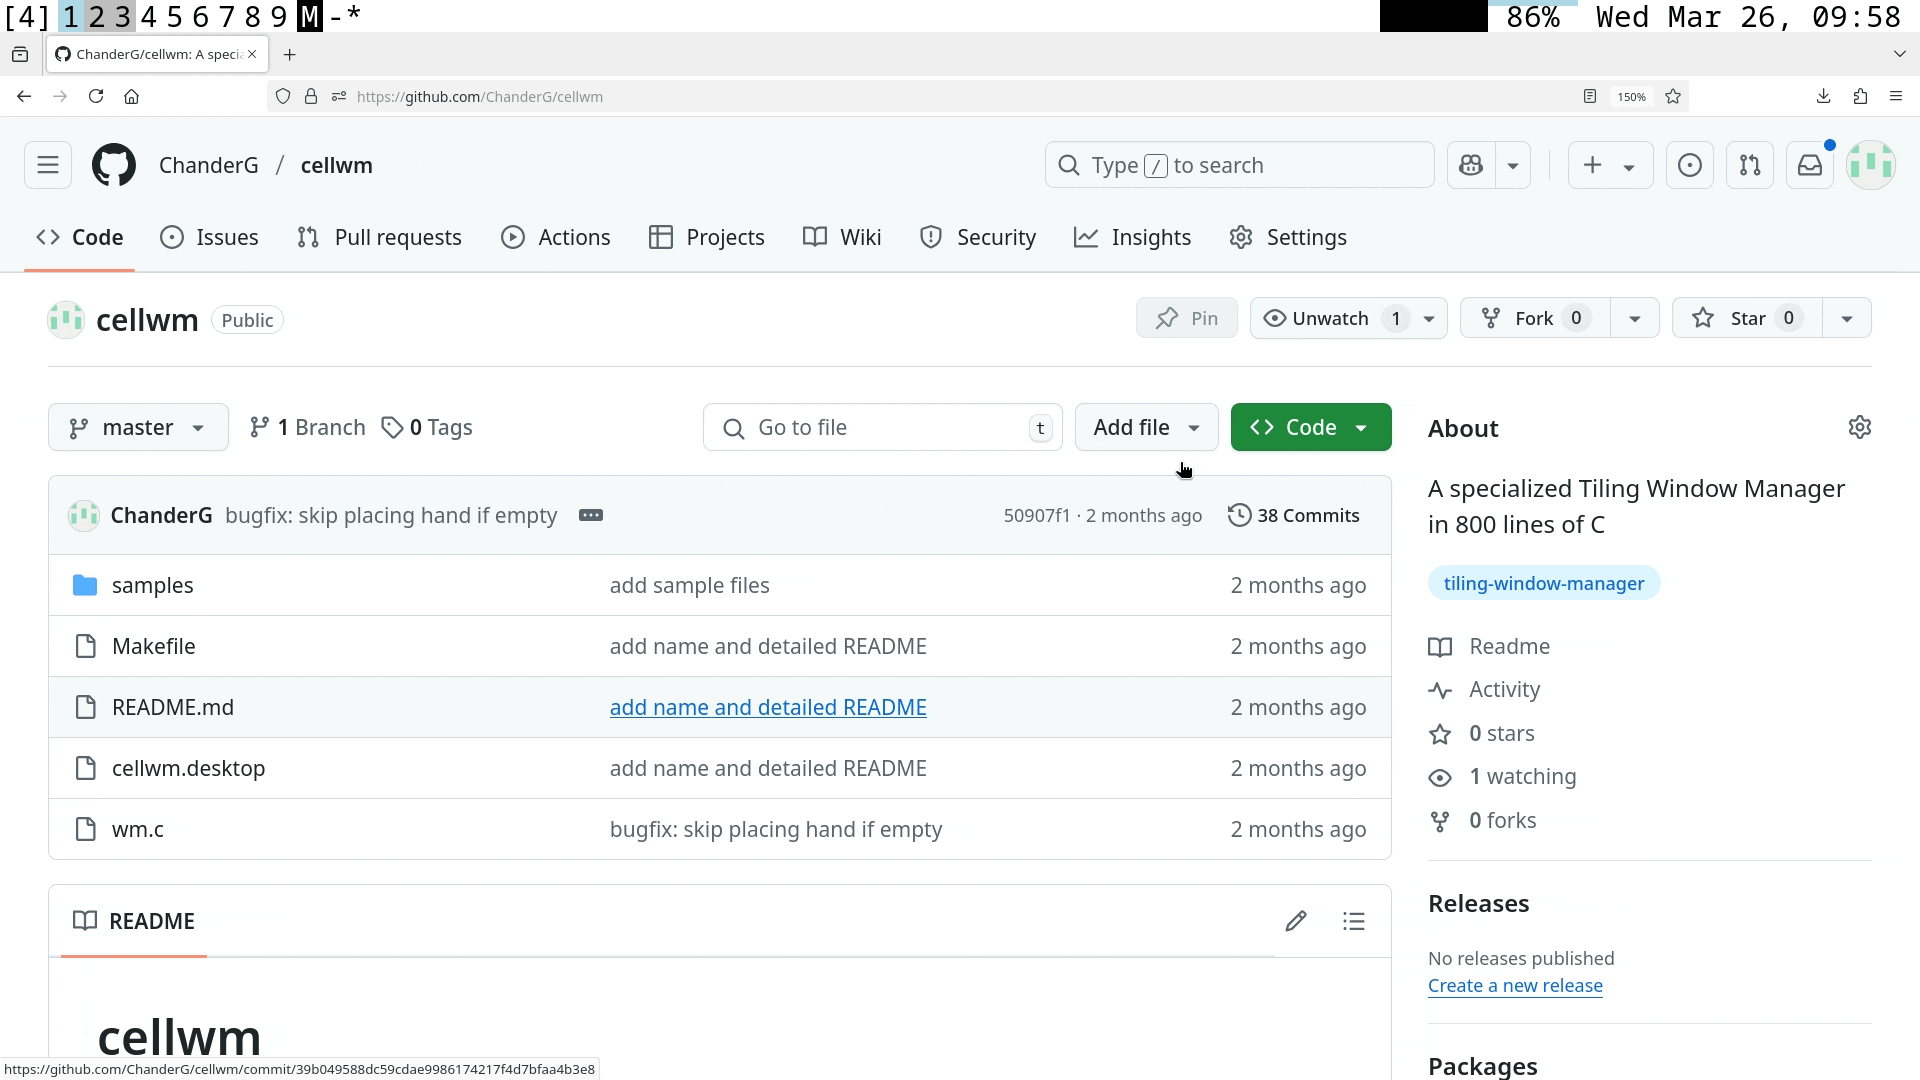 [4] 1 2 3 4 5 6 7 8 9 M -* 86% Wed Mar 26, 09:58
ChanderG/cellwm: A speci
https://github.com/ChanderG/cellwm 150%
ChanderG / cellwm Type / to search
Code Issues Pull requests Actions Projects Wiki Security Insights Settings
cellwm Public Pin Unwatch 1 Fork 0 Star 0
master 1 Branch 0 Tags Go to file t Add file Code
About
A specialized Tiling Window Manager
in 800 lines of C
tiling-window-manager
Readme
Activity
0 stars
1 watching
0 forks
Releases
No releases published
Create a new release
Packages
ChanderG bugfix: skip placing hand if empty 50907f1 · 2 months ago 38 Commits
samples add sample files 2 months ago
Makefile add name and detailed README 2 months ago
README.md add name and detailed README 2 months ago
cellwm.desktop add name and detailed README 2 months ago
wm.c bugfix: skip placing hand if empty 2 months ago
README
cellwm
https://github.com/ChanderG/cellwm/commit/39b049588dc59cdae9986174217f4d7bfaa4b3e8